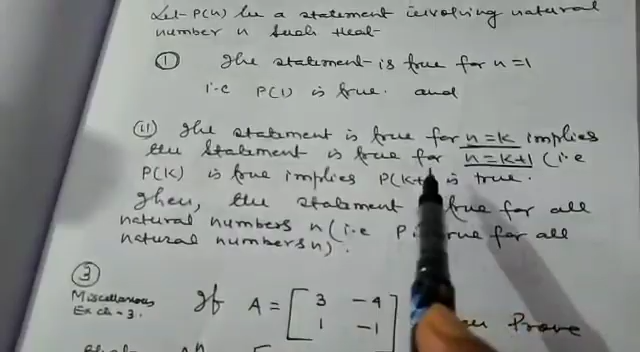 Let P(n) be a statement involving natural
number n such that
① The statement is true for n=1
i.e P(1) is true. and
(ii) The statement is true for n=k implies
the statement is true for n=k+1 (i.e
P(k) is true implies P(k+ is true.
Then, the statement true for all
natural numbers n (i.e P true for all
natural numbers n).
③
Miscellaneous
Ex ch-3.
If A = [ 3 -4
1 -1 ]
Prove
that